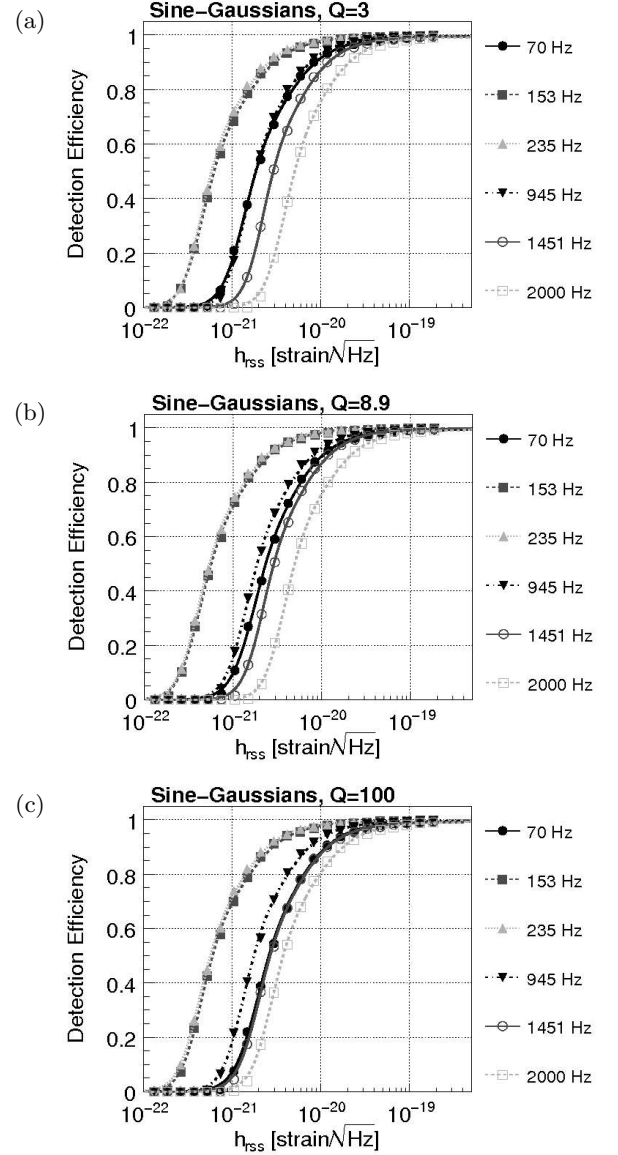 (a)
Sine-Gaussians, Q=3
Detection Efficiency
1
0.8
0.6
0.4
0.2
0
10⁻²²
10⁻²¹
10⁻²⁰
10⁻¹⁹
h_rss [strain/√Hz]
70 Hz
153 Hz
235 Hz
945 Hz
1451 Hz
2000 Hz
(b)
Sine-Gaussians, Q=8.9
Detection Efficiency
1
0.8
0.6
0.4
0.2
0
10⁻²²
10⁻²¹
10⁻²⁰
10⁻¹⁹
h_rss [strain/√Hz]
70 Hz
153 Hz
235 Hz
945 Hz
1451 Hz
2000 Hz
(c)
Sine-Gaussians, Q=100
Detection Efficiency
1
0.8
0.6
0.4
0.2
0
10⁻²²
10⁻²¹
10⁻²⁰
10⁻¹⁹
h_rss [strain/√Hz]
70 Hz
153 Hz
235 Hz
945 Hz
1451 Hz
2000 Hz